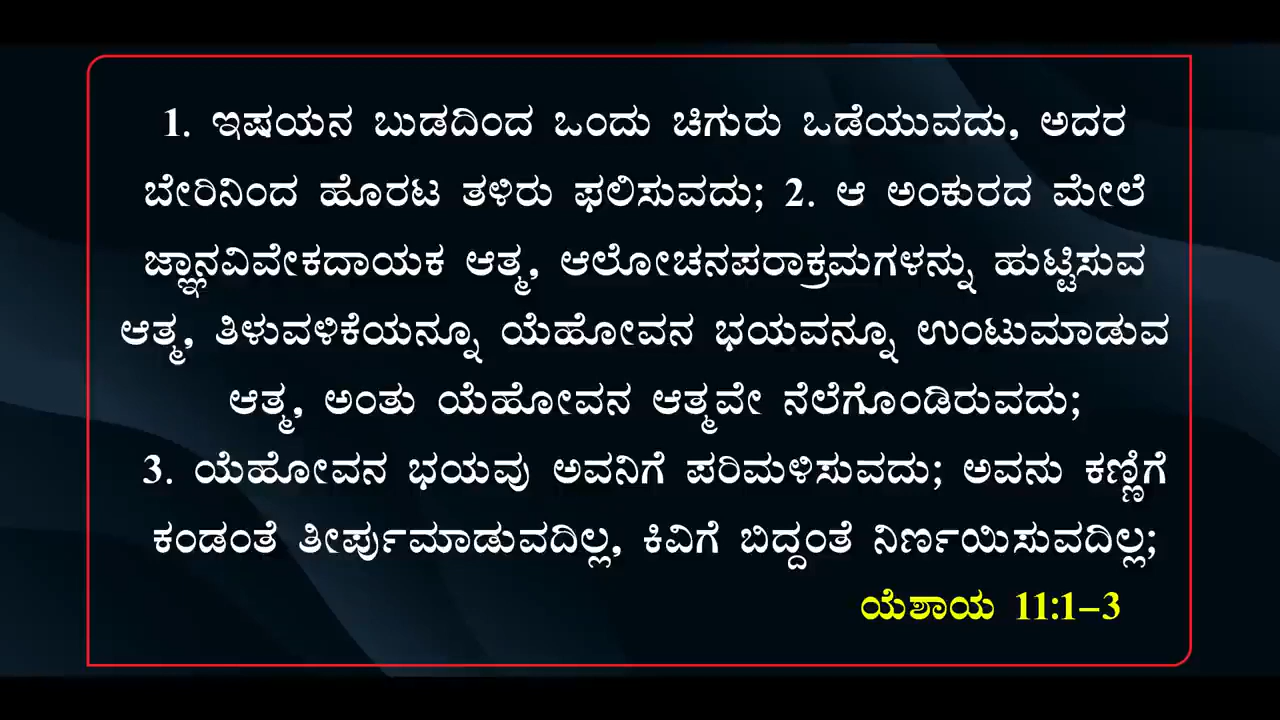 1. ಇಷಯನ ಬುಡದಿಂದ ಒಂದು ಚಿಗುರು ಒಡೆಯುವದು, ಅದರ
ಬೇರಿನಿಂದ ಹೊರಟ ತಳಿರು ಫಲಿಸುವದು; 2. ಆ ಅಂಕುರದ ಮೇಲೆ
ಜ್ಞಾನವಿವೇಕದಾಯಕ ಆತ್ಮ, ಆಲೋಚನಪರಾಕ್ರಮಗಳನ್ನು ಹುಟ್ಟಿಸುವ
ಆತ್ಮ, ತಿಳುವಳಿಕೆಯನ್ನೂ ಯೆಹೋವನ ಭಯವನ್ನೂ ಉಂಟುಮಾಡುವ
ಆತ್ಮ, ಅಂತು ಯೆಹೋವನ ಆತ್ಮವೇ ನೆಲೆಗೊಂಡಿರುವದು;
3. ಯೆಹೋವನ ಭಯವು ಅವನಿಗೆ ಪರಿಮಳಿಸುವದು; ಅವನು ಕಣ್ಣಿಗೆ
ಕಂಡಂತೆ ತೀರ್ಪುಮಾಡುವದಿಲ್ಲ, ಕಿವಿಗೆ ಬಿದ್ದಂತೆ ನಿರ್ಣಯಿಸುವದಿಲ್ಲ;
ಯೆಶಾಯ 11:1-3